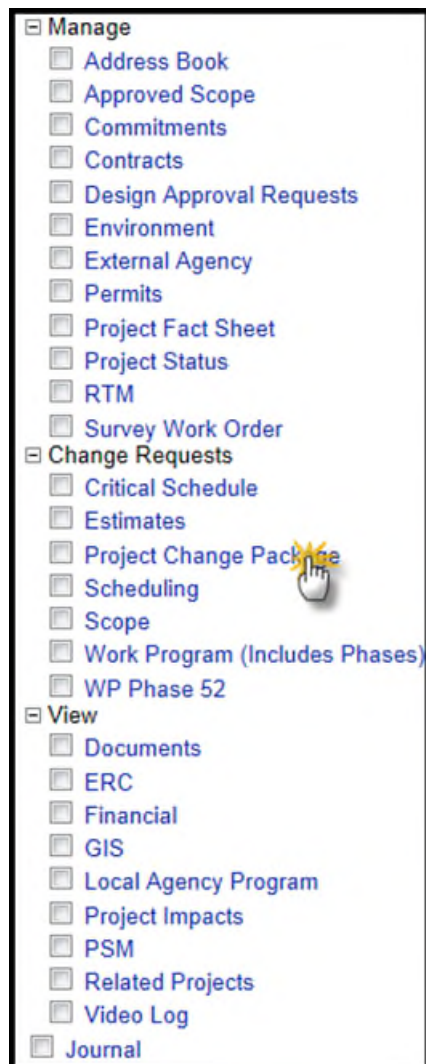 Manage
Address Book
Approved Scope
Commitments
Contracts
Design Approval Requests
Environment
External Agency
Permits
Project Fact Sheet
Project Status
RTM
Survey Work Order
Change Requests
Critical Schedule
Estimates
Project Change Package
Scheduling
Scope
Work Program (Includes Phases)
WP Phase 52
View
Documents
ERC
Financial
GIS
Local Agency Program
Project Impacts
PSM
Related Projects
Video Log
Journal